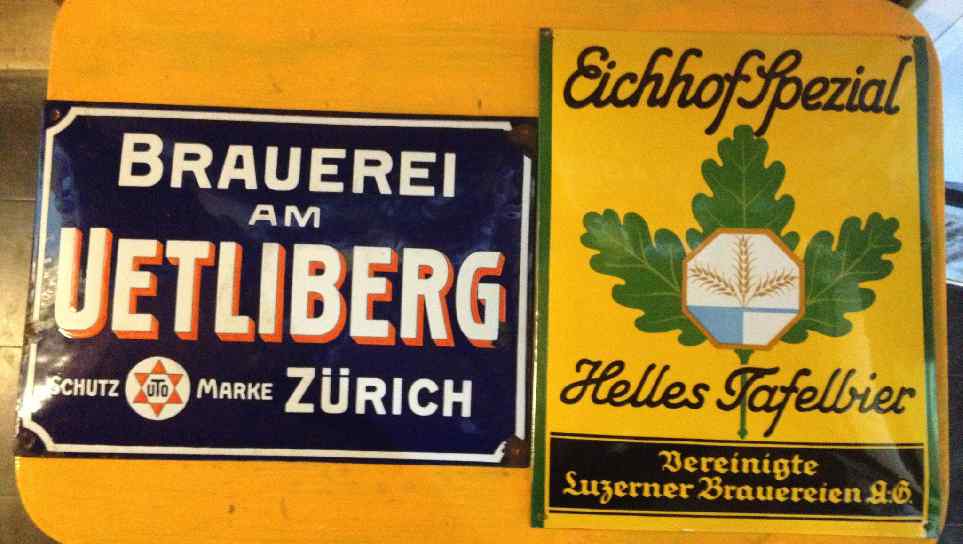 BRAUEREI
AM
UETLIBERG
SCHUTZ UTO MARKE ZÜRICH
Eichhof Spezial
Helles Tafelbier
Vereinigte
Luzerner Brauereien A.G.